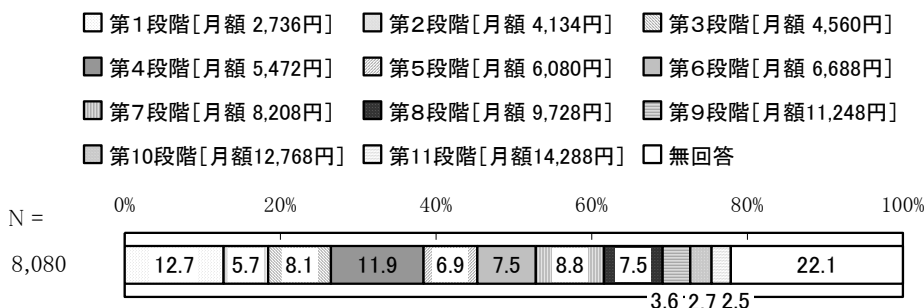 第1段階[月額 2,736円] 第2段階[月額 4,134円] 第3段階[月額 4,560円]
第4段階[月額 5,472円] 第5段階[月額 6,080円] 第6段階[月額 6,688円]
第7段階[月額 8,208円] 第8段階[月額 9,728円] 第9段階[月額11,248円]
第10段階[月額12,768円] 第11段階[月額14,288円] 無回答
N = 0% 20% 40% 60% 80% 100%
8,080 12.7 5.7 8.1 11.9 6.9 7.5 8.8 7.5 22.1
3.6 2.7 2.5